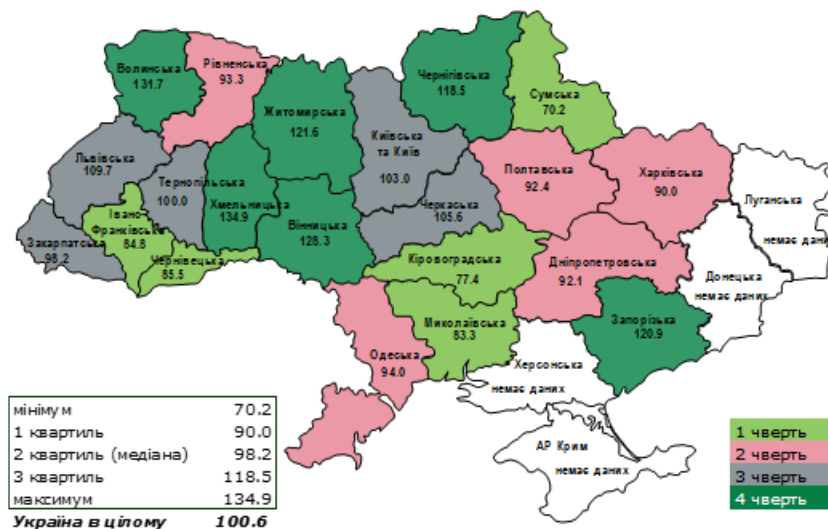 Волинська
131.7
Рівненська
93.3
Житомирська
121.6
Київська
та Київ
103.0
Чернігівська
118.5
Сумська
70.2
Львівська
109.7
Тернопільська
100.0
Хмельницька
134.9
Вінницька
128.3
Черкаська
105.6
Полтавська
92.4
Харківська
90.0
Луганська
немає даних
Закарпатська
98.2
Івано
Франківська
84.8
Чернівецька
85.5
Кіровоградська
77.4
Дніпропетровська
92.1
Донецька
немає даних
Миколаївська
83.3
Запорізька
120.9
Одеська
94.0
Херсонська
немає даних
АР Крим
немає даних
мінімум 70.2
1 квартиль 90.0
2 квартиль (медіана) 98.2
3 квартиль 118.5
максимум 134.9
Україна в цілому 100.6
1 чверть
2 чверть
3 чверть
4 чверть